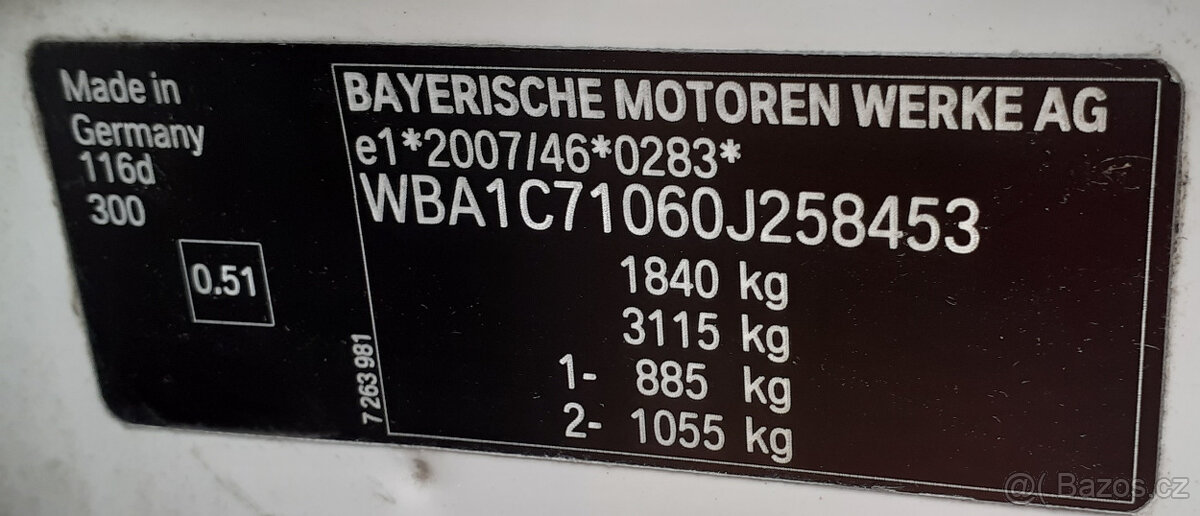 Made in
Germany
116d
300
0.51
7 263 981
BAYERISCHE MOTOREN WERKE AG
e1*2007/46*0283*
WBA1C71060J258453
1840 kg
3115 kg
1- 885 kg
2- 1055 kg
@( Bazos.cz